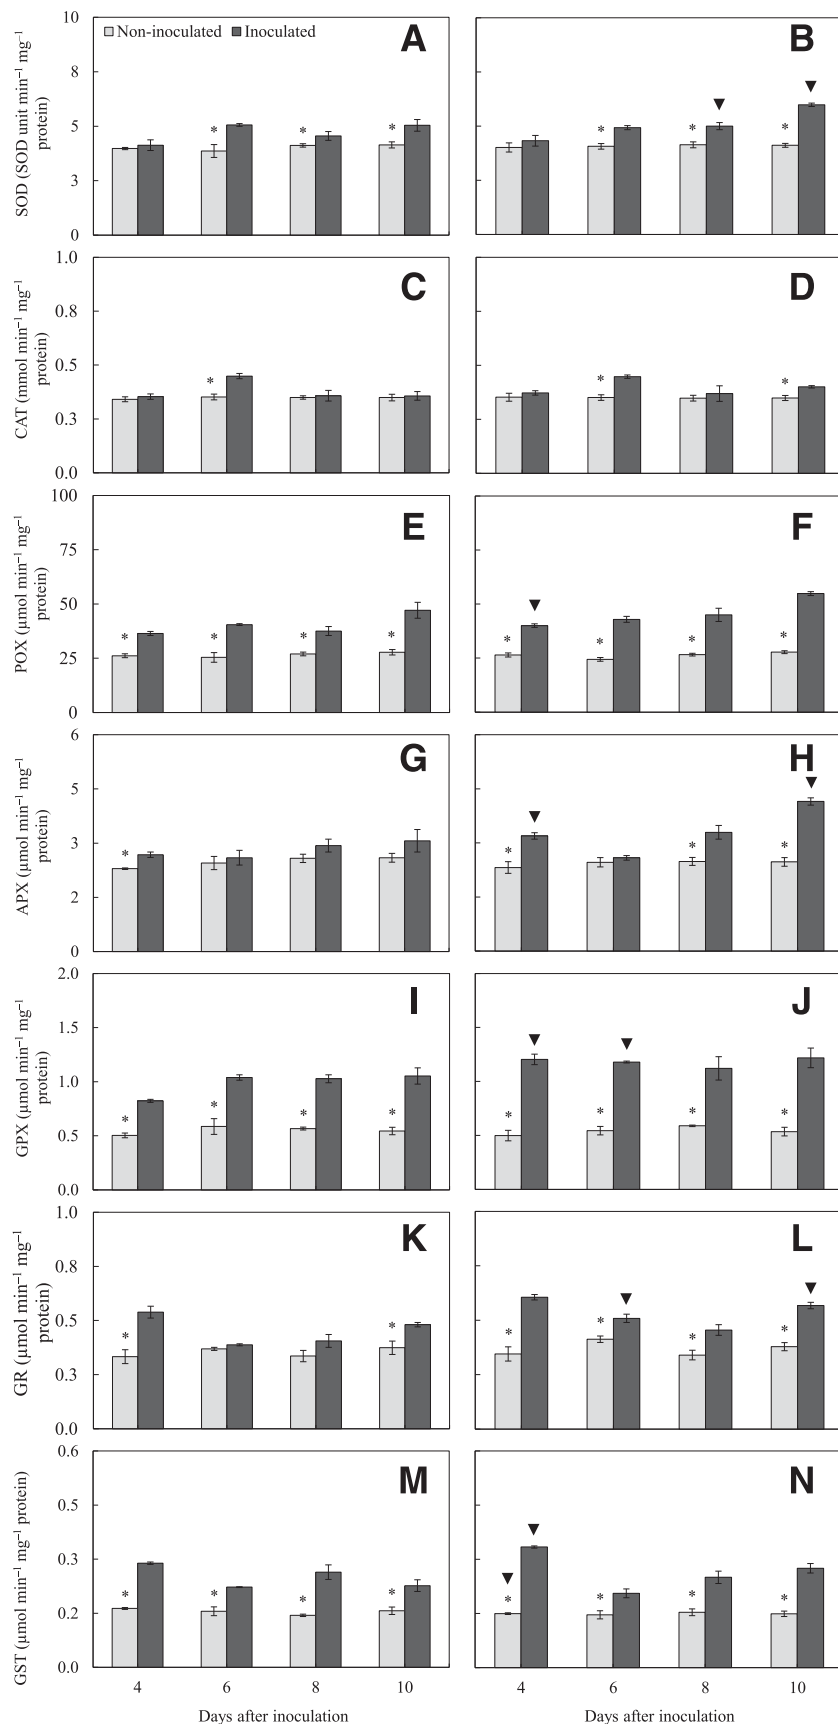 Non-inoculated Inoculated
A
B
SOD (SOD unit min⁻¹ mg⁻¹
protein)
10
8
5
3
0
* * *
* * *
▼ ▼
C
D
CAT (mmol min⁻¹ mg⁻¹
protein)
1.0
0.8
0.5
0.3
0.0
*
* *
E
F
POX (µmol min⁻¹ mg⁻¹
protein)
100
75
50
25
0
* * * *
▼
* * * *
G
H
APX (µmol min⁻¹ mg⁻¹
protein)
6
5
3
2
0
*
▼ ▼
* * *
I
J
GPX (µmol min⁻¹ mg⁻¹
protein)
2.0
1.5
1.0
0.5
0.0
* * * *
▼ ▼
* * * *
K
L
GR (µmol min⁻¹ mg⁻¹
protein)
1.0
0.8
0.5
0.3
0.0
* *
▼ ▼
* * * *
M
N
GST (µmol min⁻¹ mg⁻¹ protein)
0.6
0.5
0.3
0.2
0.0
* * * *
▼ ▼
* * * *
4 6 8 10
4 6 8 10
Days after inoculation
Days after inoculation